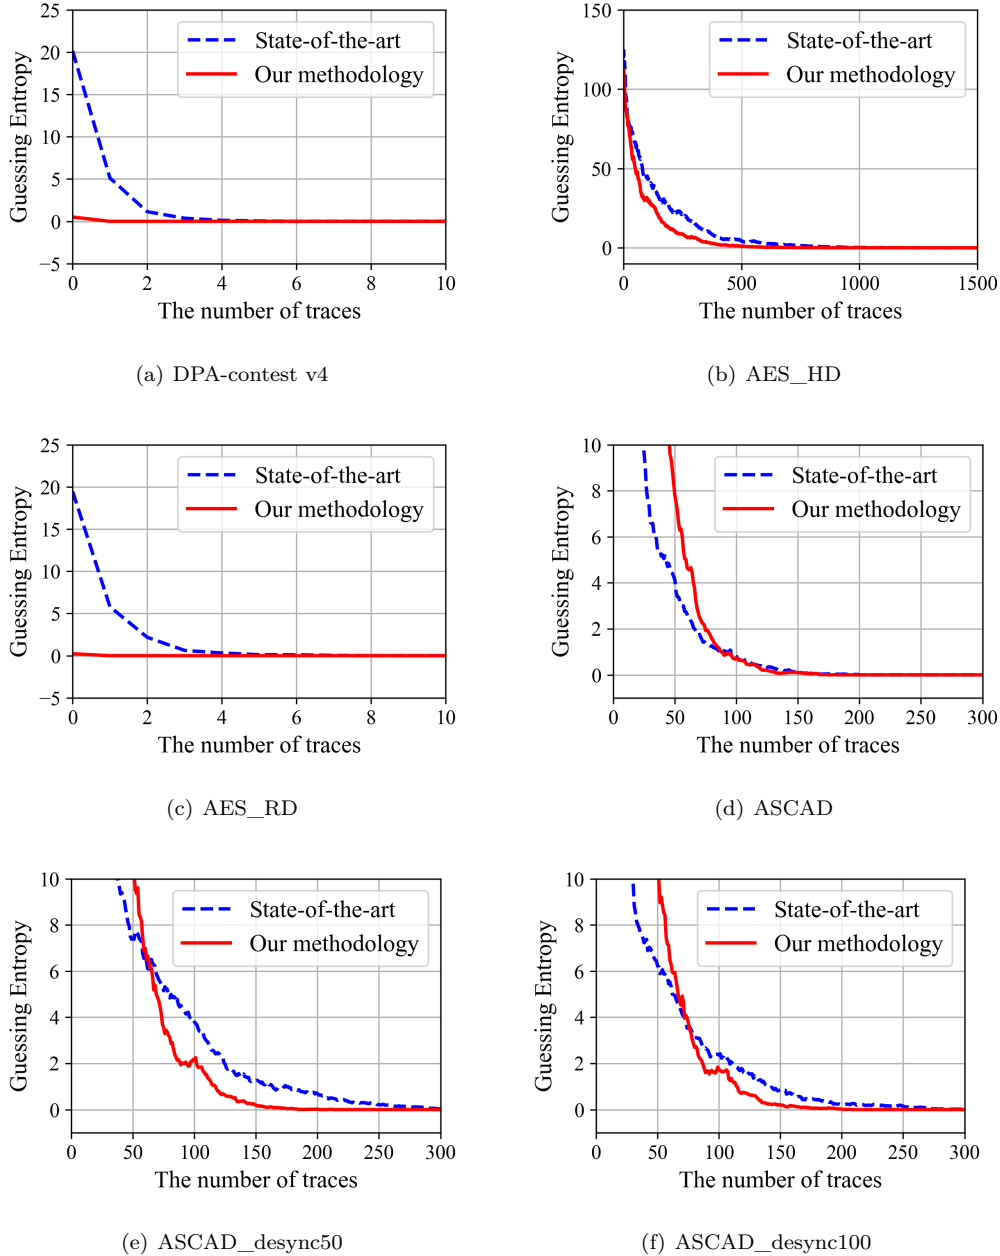 25
20
15
10
5
0
−5
Guessing Entropy
State-of-the-art
Our methodology
0 2 4 6 8 10
The number of traces
(a) DPA-contest v4
150
100
50
0
Guessing Entropy
State-of-the-art
Our methodology
0 500 1000 1500
The number of traces
(b) AES_HD
25
20
15
10
5
0
−5
Guessing Entropy
State-of-the-art
Our methodology
0 2 4 6 8 10
The number of traces
(c) AES_RD
10
8
6
4
2
0
Guessing Entropy
State-of-the-art
Our methodology
0 50 100 150 200 250 300
The number of traces
(d) ASCAD
10
8
6
4
2
0
Guessing Entropy
State-of-the-art
Our methodology
0 50 100 150 200 250 300
The number of traces
(e) ASCAD_desync50
10
8
6
4
2
0
Guessing Entropy
State-of-the-art
Our methodology
0 50 100 150 200 250 300
The number of traces
(f) ASCAD_desync100